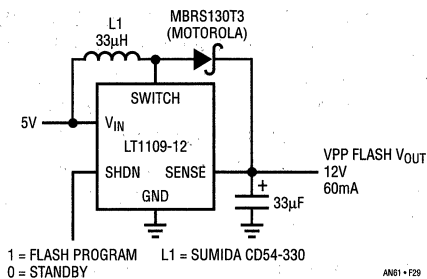 MBRS130T3
(MOTOROLA)
L1
33µH
SWITCH
5V
VIN
LT1109-12
SHDN
SENSE
GND
VPP FLASH VOUT
12V
60mA
+
33µF
1 = FLASH PROGRAM
0 = STANDBY
L1 = SUMIDA CD54-330
AN61 • F29